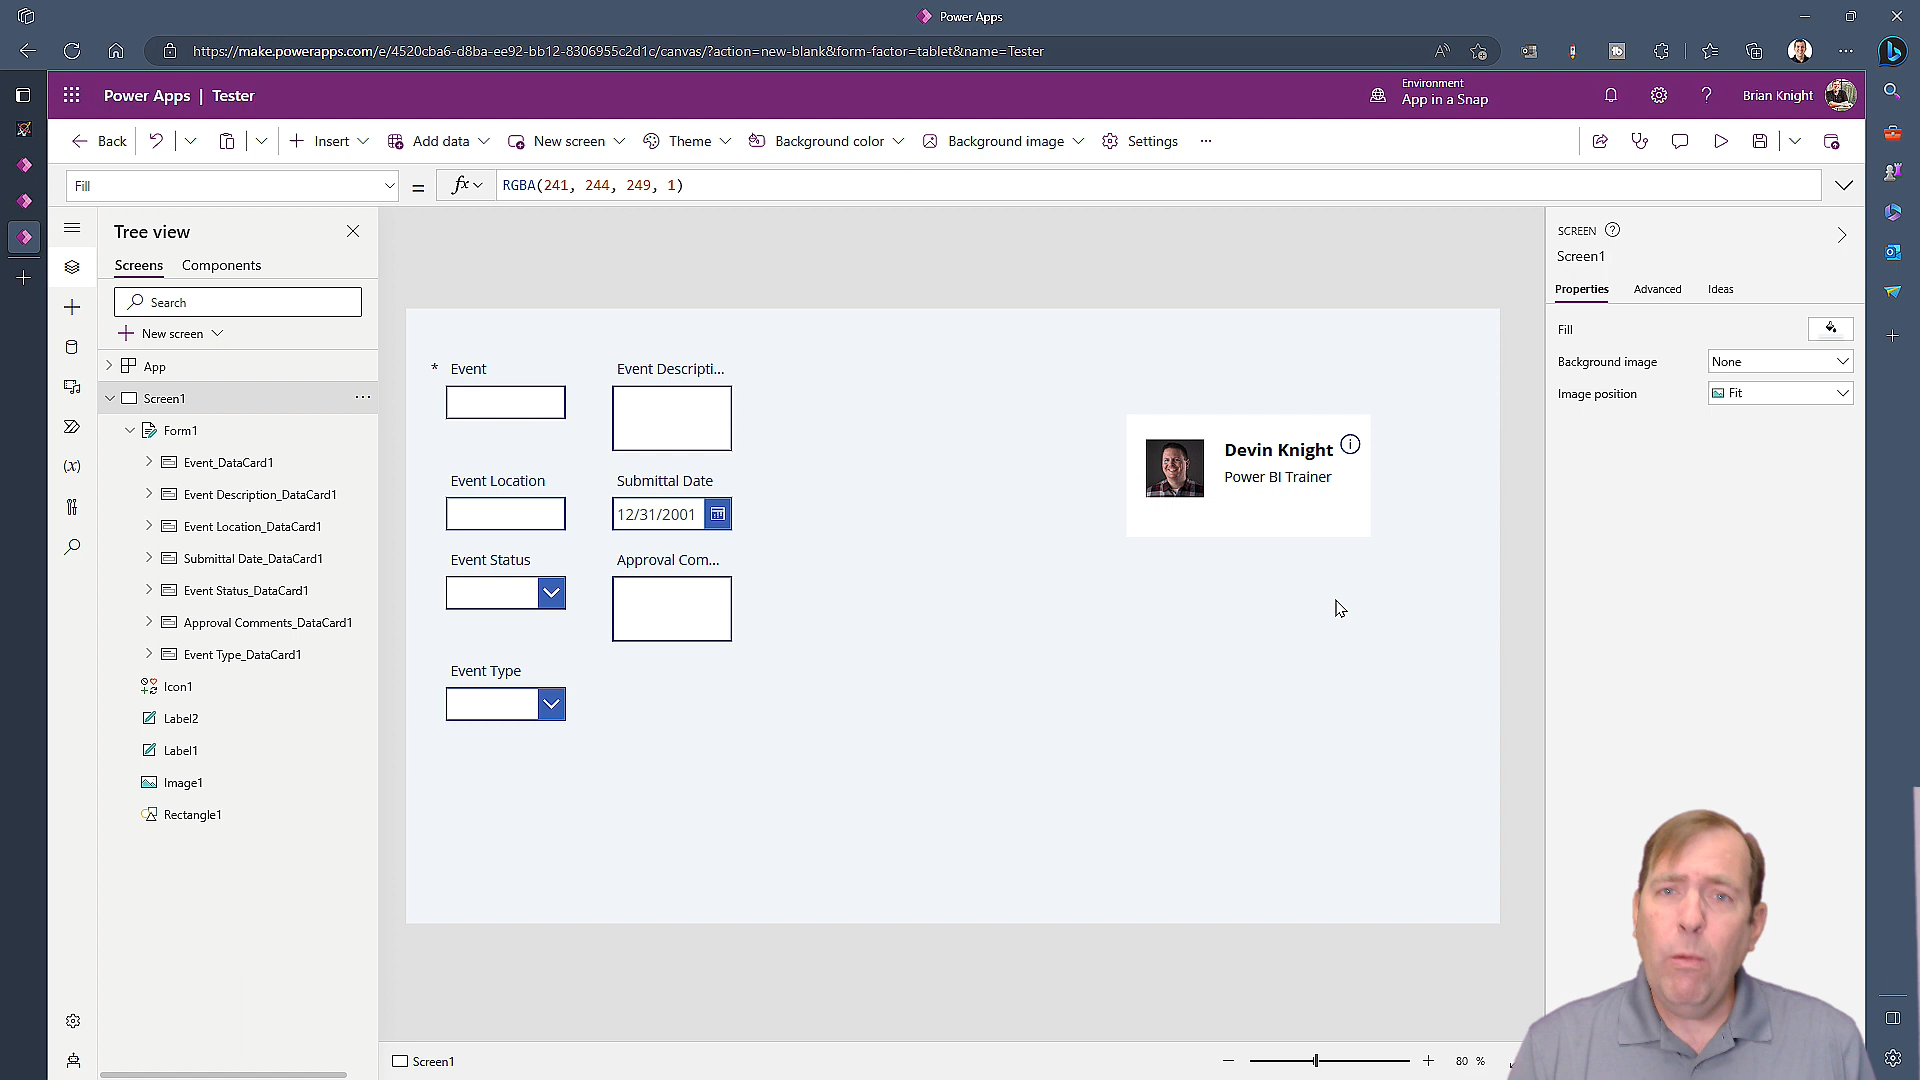 Power Apps
https://make.powerapps.com/e/4520cba6-d8ba-ee92-bb12-8306955c2d1c/canvas/?action=new-blank&form-factor=tablet&name=Tester
Power Apps | Tester
Environment
App in a Snap
Brian Knight
Back
Insert
Add data
New screen
Theme
Background color
Background image
Settings
Fill
=
fx
RGBA(241, 244, 249, 1)
Tree view
Screens
Components
Search
New screen
App
Screen1
Form1
Event_DataCard1
Event Description_DataCard1
Event Location_DataCard1
Submittal Date_DataCard1
Event Status_DataCard1
Approval Comments_DataCard1
Event Type_DataCard1
Icon1
Label2
Label1
Image1
Rectangle1
* Event
Event Descripti...
Event Location
Submittal Date
12/31/2001
Event Status
Approval Com...
Event Type
Devin Knight
Power BI Trainer
SCREEN
Screen1
Properties
Advanced
Ideas
Fill
Background image
None
Image position
Fit
Screen1
80 %